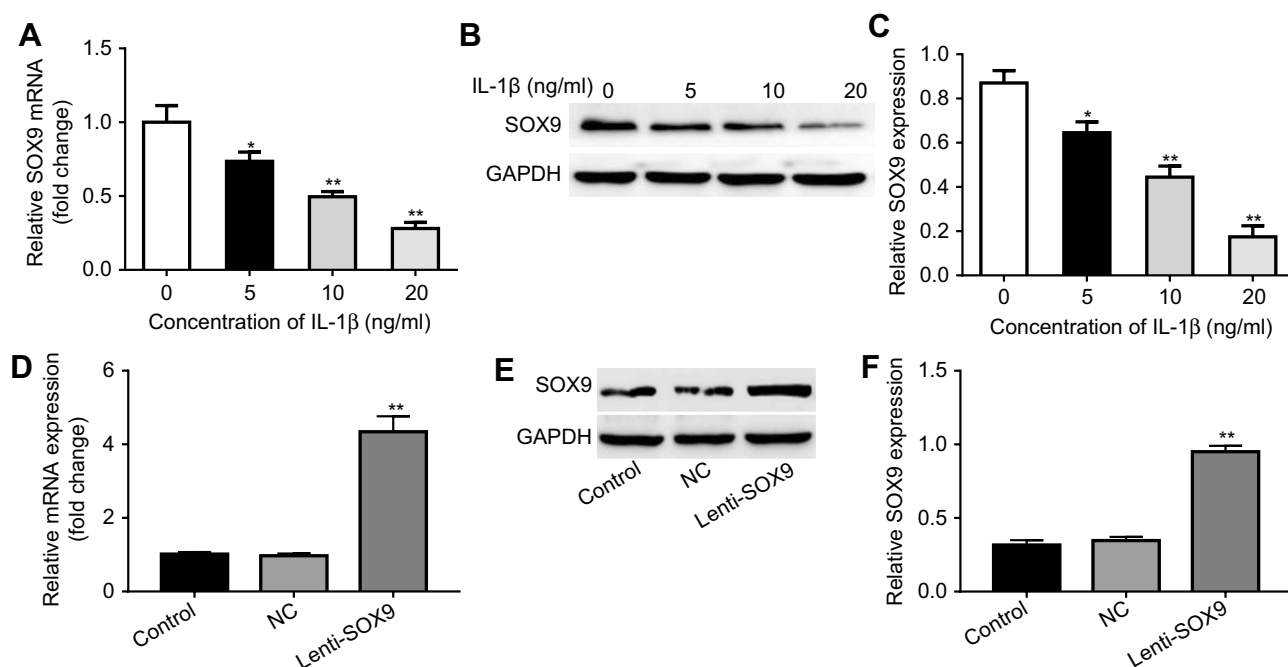 A
Relative SOX9 mRNA
(fold change)
1.5
1.0
0.5
0.0
*
**
**
0 5 10 20
Concentration of IL-1β (ng/ml)
B
IL-1β (ng/ml) 0 5 10 20
SOX9
GAPDH
C
Relative SOX9 expression
1.0
0.8
0.6
0.4
0.2
0.0
*
**
**
0 5 10 20
Concentration of IL-1β (ng/ml)
D
Relative mRNA expression
(fold change)
6
4
2
0
**
Control NC Lenti-SOX9
E
SOX9
GAPDH
Control NC Lenti-SOX9
F
Relative SOX9 expression
1.5
1.0
0.5
0.0
**
Control NC Lenti-SOX9